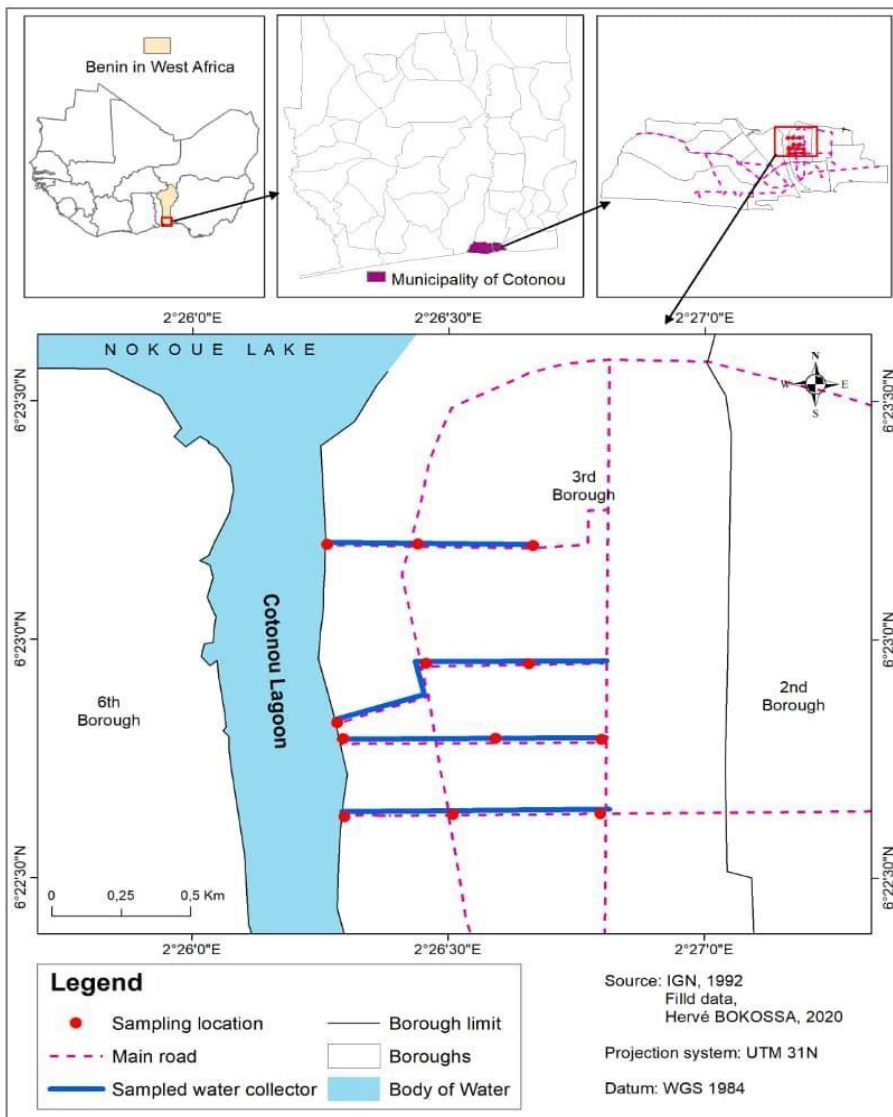 Benin in West Africa
Municipality of Cotonou
2°26'0"E
2°26'30"E
2°27'0"E
NOKOUE LAKE
N
W
E
S
6°23'30"N
6°23'30"N
3rd
Borough
Cotonou Lagoon
6°23'0"N
6°23'0"N
6th
Borough
2nd
Borough
6°22'30"N
6°22'30"N
0
0,25
0,5 Km
2°26'0"E
2°26'30"E
2°27'0"E
Legend
Sampling location
Main road
Sampled water collector
Borough limit
Boroughs
Body of Water
Source: IGN, 1992
Filld data,
Hervé BOKOSSA, 2020
Projection system: UTM 31N
Datum: WGS 1984